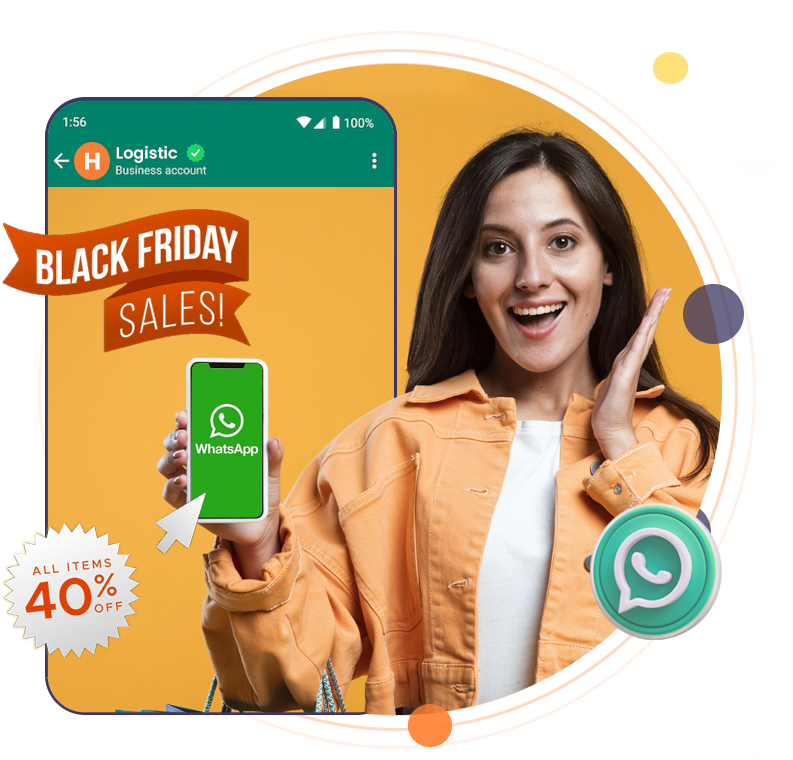 1:56
100%
H
Logistic
Business account
BLACK FRIDAY
SALES!
WhatsApp
ALL ITEMS
40%
OFF